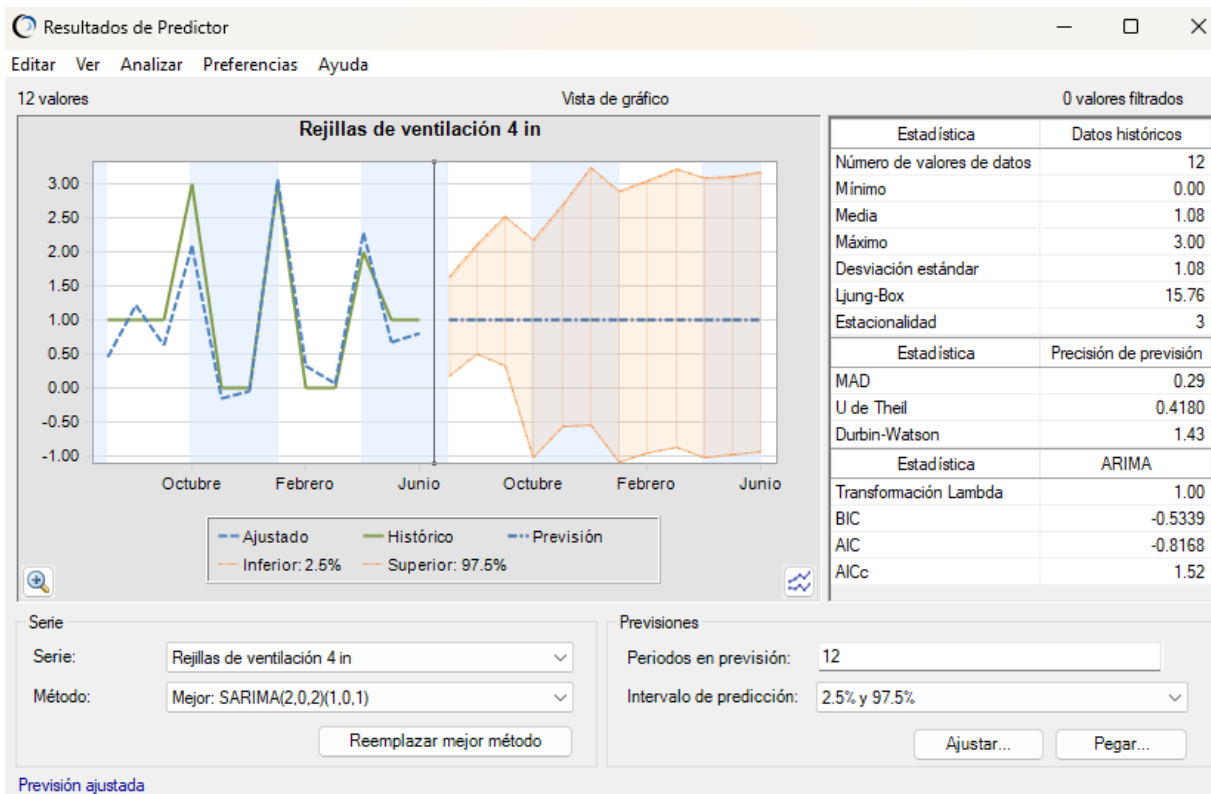 Resultados de Predictor
Editar Ver Analizar Preferencias Ayuda
12 valores Vista de gráfico 0 valores filtrados
Rejillas de ventilación 4 in
3.00
2.50
2.00
1.50
1.00
0.50
0.00
-0.50
-1.00
Octubre Febrero Junio Octubre Febrero Junio
Ajustado Histórico Previsión
Inferior: 2.5% Superior: 97.5%
Estadística Datos históricos
Número de valores de datos 12
Mínimo 0.00
Media 1.08
Máximo 3.00
Desviación estándar 1.08
Ljung-Box 15.76
Estacionalidad 3
Estadística Precisión de previsión
MAD 0.29
U de Theil 0.4180
Durbin-Watson 1.43
Estadística ARIMA
Transformación Lambda 1.00
BIC -0.5339
AIC -0.8168
AICc 1.52
Serie
Serie: Rejillas de ventilación 4 in
Método: Mejor: SARIMA(2,0,2)(1,0,1)
Reemplazar mejor método
Previsiones
Periodos en previsión: 12
Intervalo de predicción: 2.5% y 97.5%
Ajustar... Pegar...
Previsión ajustada